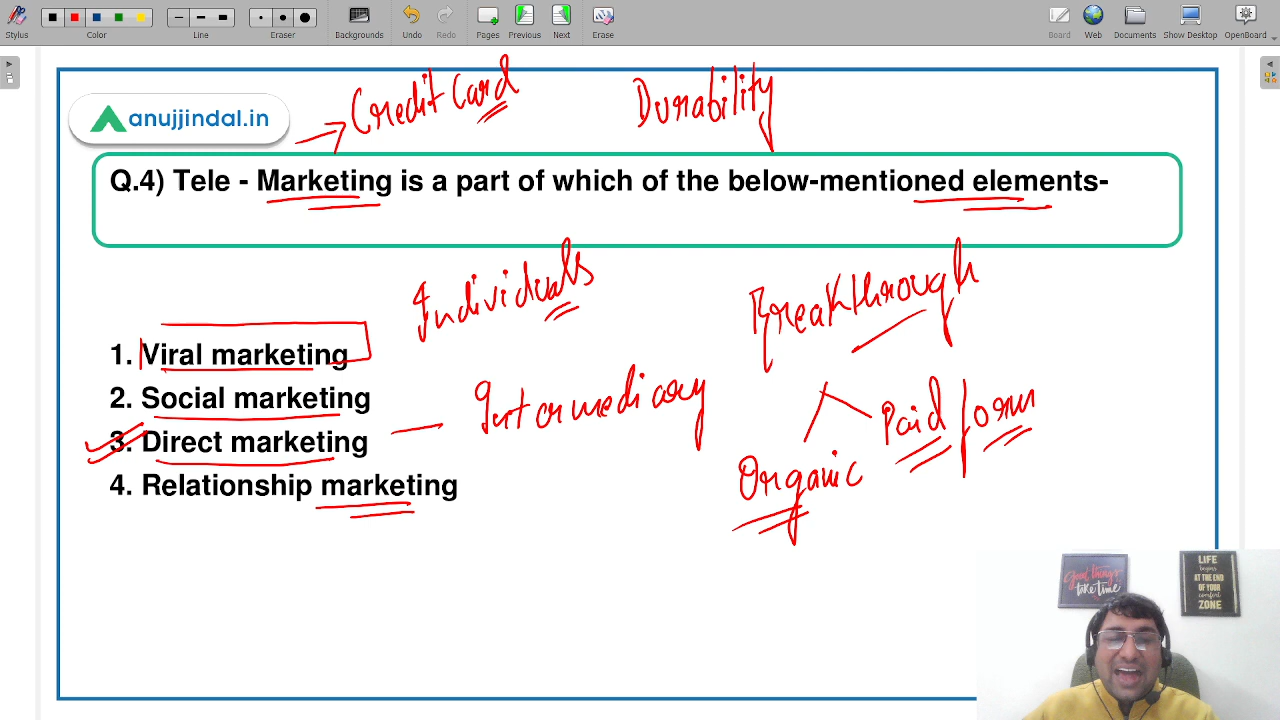 Stylus
Color
Line
Eraser
Backgrounds
Undo
Redo
Pages
Previous
Next
Erase
Board
Web
Documents
Show Desktop
OpenBoard
Credit Card
Durability
anujjindal.in
Q.4) Tele - Marketing is a part of which of the below-mentioned elements-
Individuals
Breakthrough
1. Viral marketing
2. Social marketing
Intermediary
Paid form
3. Direct marketing
Organic
4. Relationship marketing
Good things
take time
LIFE
begins
AT THE END
OF YOUR
comfort
ZONE